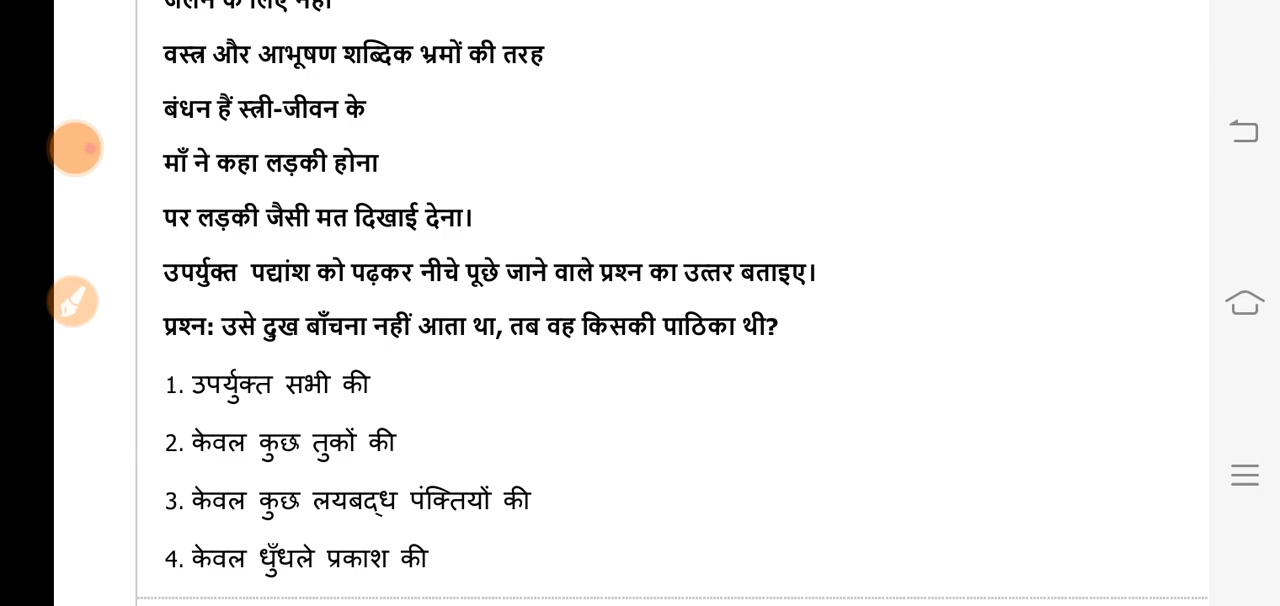 वस्त्र और आभूषण शब्दिक भ्रमों की तरह
बंधन हैं स्त्री-जीवन के
माँ ने कहा लड़की होना
पर लड़की जैसी मत दिखाई देना।
उपर्युक्त पद्यांश को पढ़कर नीचे पूछे जाने वाले प्रश्न का उत्तर बताइए।
प्रश्न: उसे दुख बाँचना नहीं आता था, तब वह किसकी पाठिका थी?
1. उपर्युक्त सभी की
2. केवल कुछ तुकों की
3. केवल कुछ लयबद्ध पंक्तियों की
4. केवल धुँधले प्रकाश की